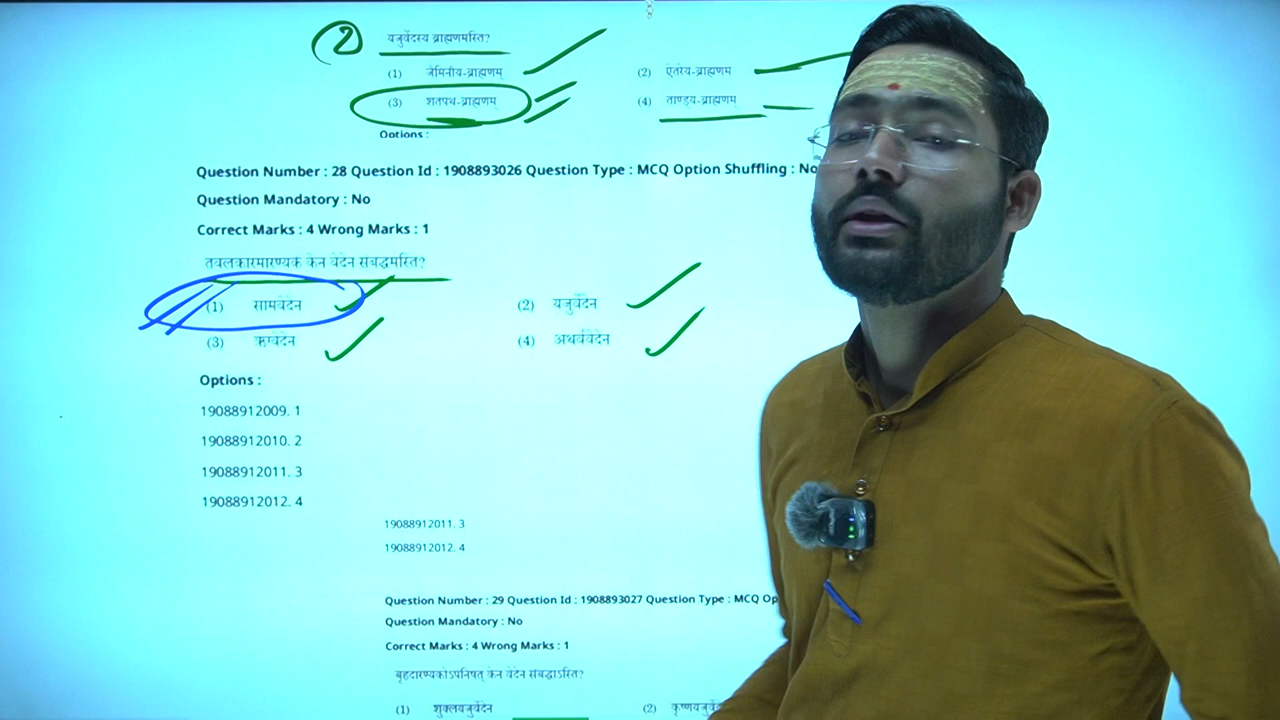 2 यजुर्वेदस्य ब्राह्मणमस्ति?
(1) जैमिनीय-ब्राह्मणम् (2) ऐतरेय-ब्राह्मणम्
(3) शतपथ-ब्राह्मणम् (4) ताण्ड्य-ब्राह्मणम्
Options :
Question Number : 28 Question Id : 1908893026 Question Type : MCQ Option Shuffling : No
Question Mandatory : No
Correct Marks : 4 Wrong Marks : 1
तवलकारमारण्यकं केन वेदेन संबद्धमस्ति?
(1) सामवेदेन (2) यजुर्वेदेन
(3) ऋग्वेदेन (4) अथर्ववेदेन
Options :
19088912009. 1
19088912010. 2
19088912011. 3
19088912012. 4
19088912011. 3
19088912012. 4
Question Number : 29 Question Id : 1908893027 Question Type : MCQ
Question Mandatory : No
Correct Marks : 4 Wrong Marks : 1
बृहदारण्यकोऽपनिषत् केन वेदेन संबद्धाऽस्ति?
(1) शुक्लयजुर्वेदेन (2)